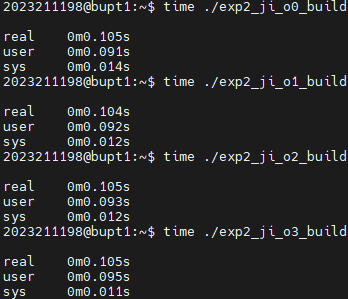 2023211198@bupt1:~$ time ./exp2_ji_o0_build
real 0m0.105s
user 0m0.091s
sys 0m0.014s
2023211198@bupt1:~$ time ./exp2_ji_o1_build
real 0m0.104s
user 0m0.092s
sys 0m0.012s
2023211198@bupt1:~$ time ./exp2_ji_o2_build
real 0m0.105s
user 0m0.093s
sys 0m0.012s
2023211198@bupt1:~$ time ./exp2_ji_o3_build
real 0m0.105s
user 0m0.095s
sys 0m0.011s